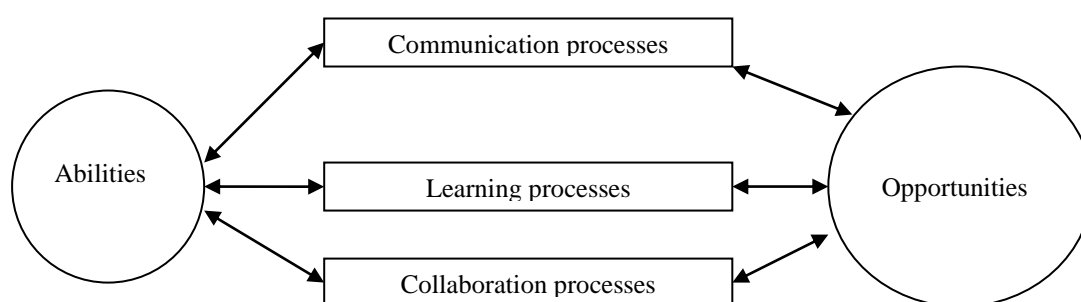 Communication processes
Abilities
Learning processes
Opportunities
Collaboration processes